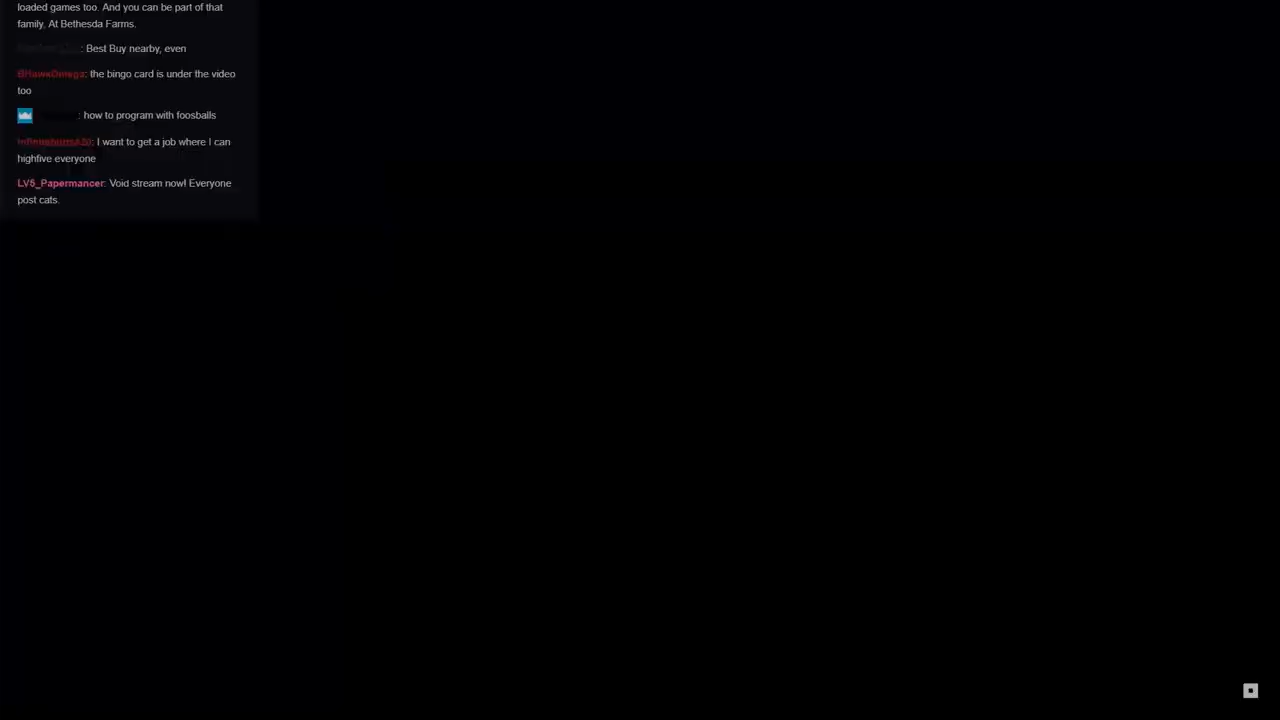 loaded games too. And you can be part of that
family, At Bethesda Farms.
: Best Buy nearby, even
BHawkOmega: the bingo card is under the video
too
: how to program with foosballs
: I want to get a job where I can
highfive everyone
LV5_Papermancer: Void stream now! Everyone
post cats.